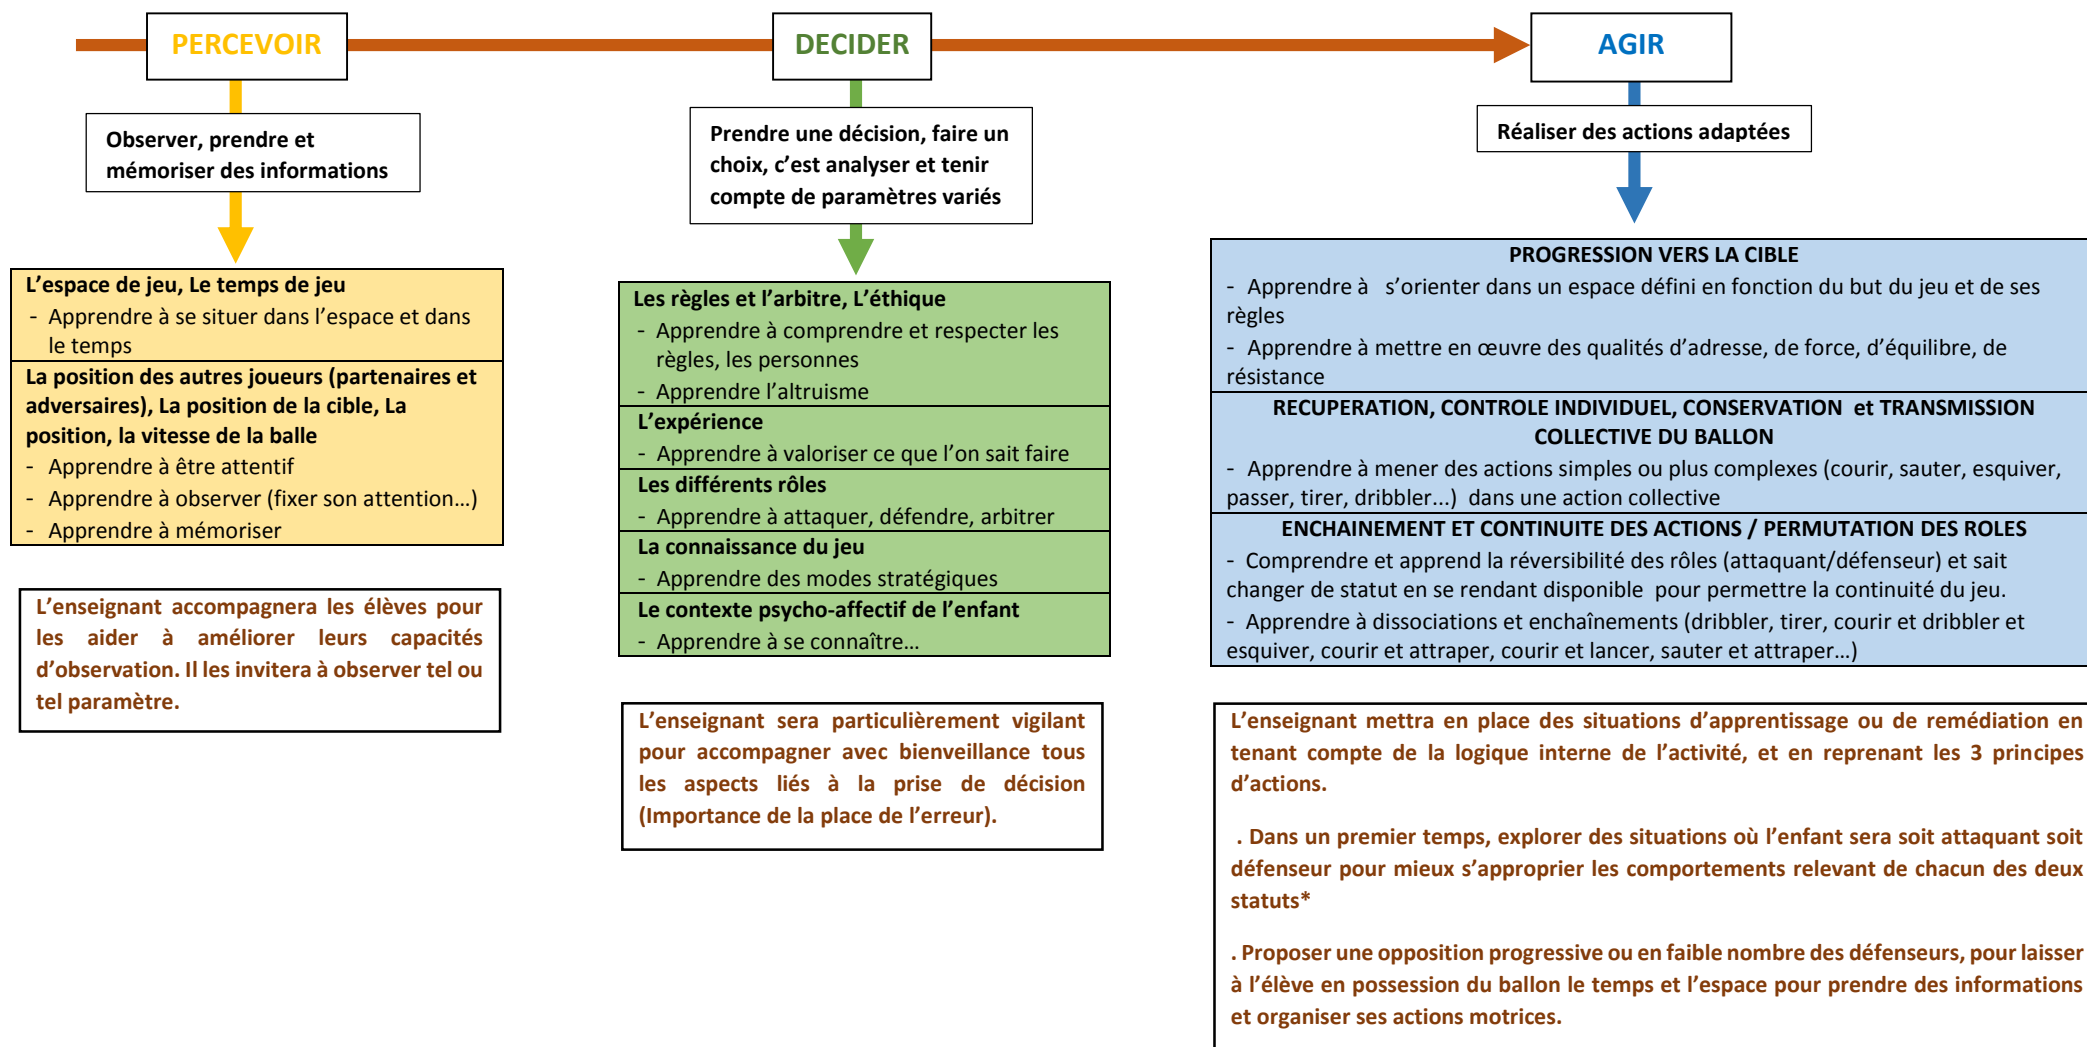 PERCEVOIR
Observer, prendre et
mémoriser des informations
L'espace de jeu, Le temps de jeu
- Apprendre à se situer dans l'espace et dans
le temps
La position des autres joueurs (partenaires et
adversaires), La position de la cible, La
position, la vitesse de la balle
- Apprendre à être attentif
- Apprendre à observer (fixer son attention…)
- Apprendre à mémoriser
L'enseignant accompagnera les élèves pour
les aider à améliorer leurs capacités
d'observation. Il les invitera à observer tel ou
tel paramètre.
DECIDER
Prendre une décision, faire un
choix, c'est analyser et tenir
compte de paramètres variés
Les règles et l'arbitre, L'éthique
- Apprendre à comprendre et respecter les
règles, les personnes
- Apprendre l'altruisme
L'expérience
- Apprendre à valoriser ce que l'on sait faire
Les différents rôles
- Apprendre à attaquer, défendre, arbitrer
La connaissance du jeu
- Apprendre des modes stratégiques
Le contexte psycho-affectif de l'enfant
- Apprendre à se connaître…
L'enseignant sera particulièrement vigilant
pour accompagner avec bienveillance tous
les aspects liés à la prise de décision
(Importance de la place de l'erreur).
AGIR
Réaliser des actions adaptées
PROGRESSION VERS LA CIBLE
- Apprendre à s'orienter dans un espace défini en fonction du but du jeu et de ses
règles
- Apprendre à mettre en œuvre des qualités d'adresse, de force, d'équilibre, de
résistance
RECUPERATION, CONTROLE INDIVIDUEL, CONSERVATION et TRANSMISSION
COLLECTIVE DU BALLON
- Apprendre à mener des actions simples ou plus complexes (courir, sauter, esquiver,
passer, tirer, dribbler...) dans une action collective
ENCHAINEMENT ET CONTINUITE DES ACTIONS / PERMUTATION DES ROLES
- Comprendre et apprend la réversibilité des rôles (attaquant/défenseur) et sait
changer de statut en se rendant disponible pour permettre la continuité du jeu.
- Apprendre à dissociations et enchaînements (dribbler, tirer, courir et dribbler et
esquiver, courir et attraper, courir et lancer, sauter et attraper…)
L'enseignant mettra en place des situations d'apprentissage ou de remédiation en
tenant compte de la logique interne de l'activité, et en reprenant les 3 principes
d'actions.
. Dans un premier temps, explorer des situations où l'enfant sera soit attaquant soit
défenseur pour mieux s'approprier les comportements relevant de chacun des deux
statuts*
. Proposer une opposition progressive ou en faible nombre des défenseurs, pour laisser
à l'élève en possession du ballon le temps et l'espace pour prendre des informations
et organiser ses actions motrices.